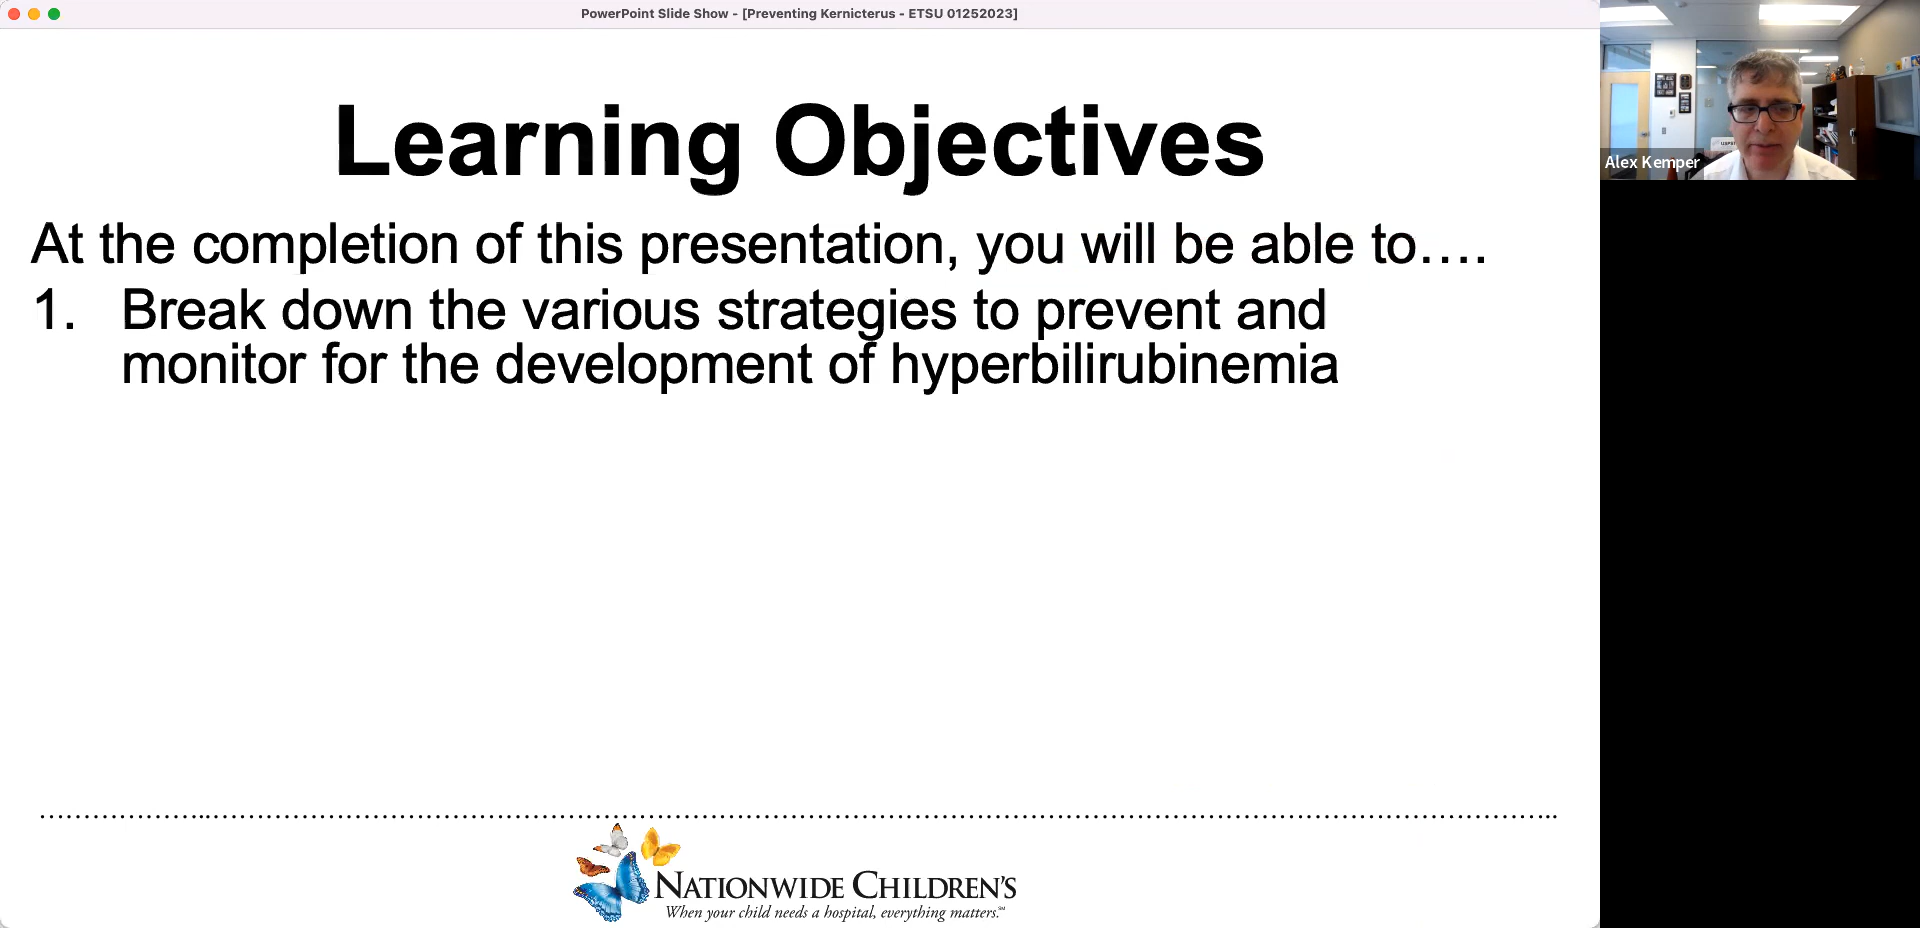 PowerPoint Slide Show - [Preventing Kernicterus - ETSU 01252023]
Learning Objectives
At the completion of this presentation, you will be able to….
1. Break down the various strategies to prevent and
monitor for the development of hyperbilirubinemia
NATIONWIDE CHILDREN'S
When your child needs a hospital, everything matters.℠
Alex Kemper